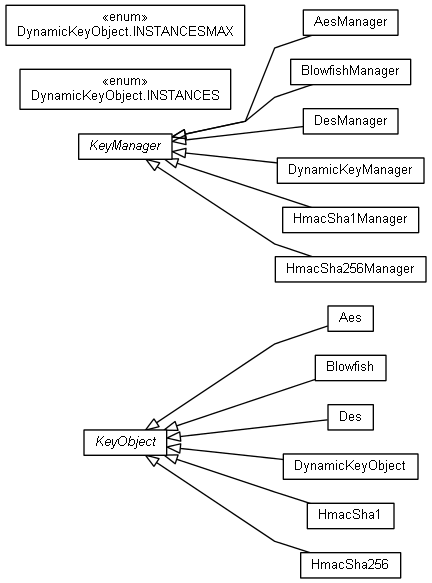 «enum»
DynamicKeyObject.INSTANCESMAX
«enum»
DynamicKeyObject.INSTANCES
AesManager
BlowfishManager
DesManager
KeyManager
DynamicKeyManager
HmacSha1Manager
HmacSha256Manager
Aes
Blowfish
Des
KeyObject
DynamicKeyObject
HmacSha1
HmacSha256